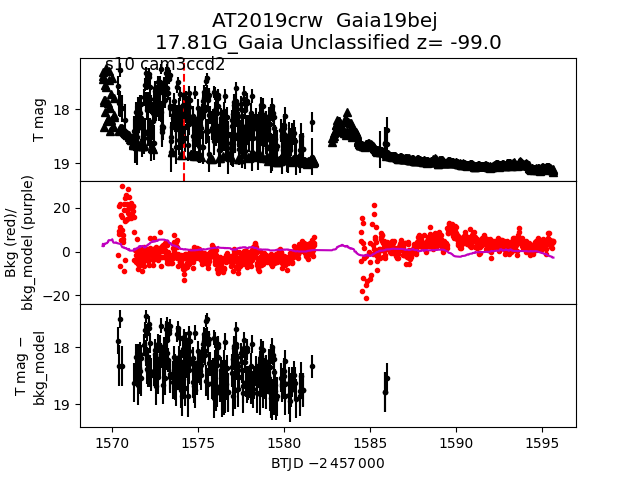 AT2019crw  Gaia19bej
17.81G_Gaia Unclassified z= -99.0
s10 cam3ccd2
T mag
18
19
Bkg (red)/
bkg_model (purple)
20
0
−20
T mag −
bkg_model
18
19
1570 1575 1580 1585 1590 1595
BTJD −2 457 000